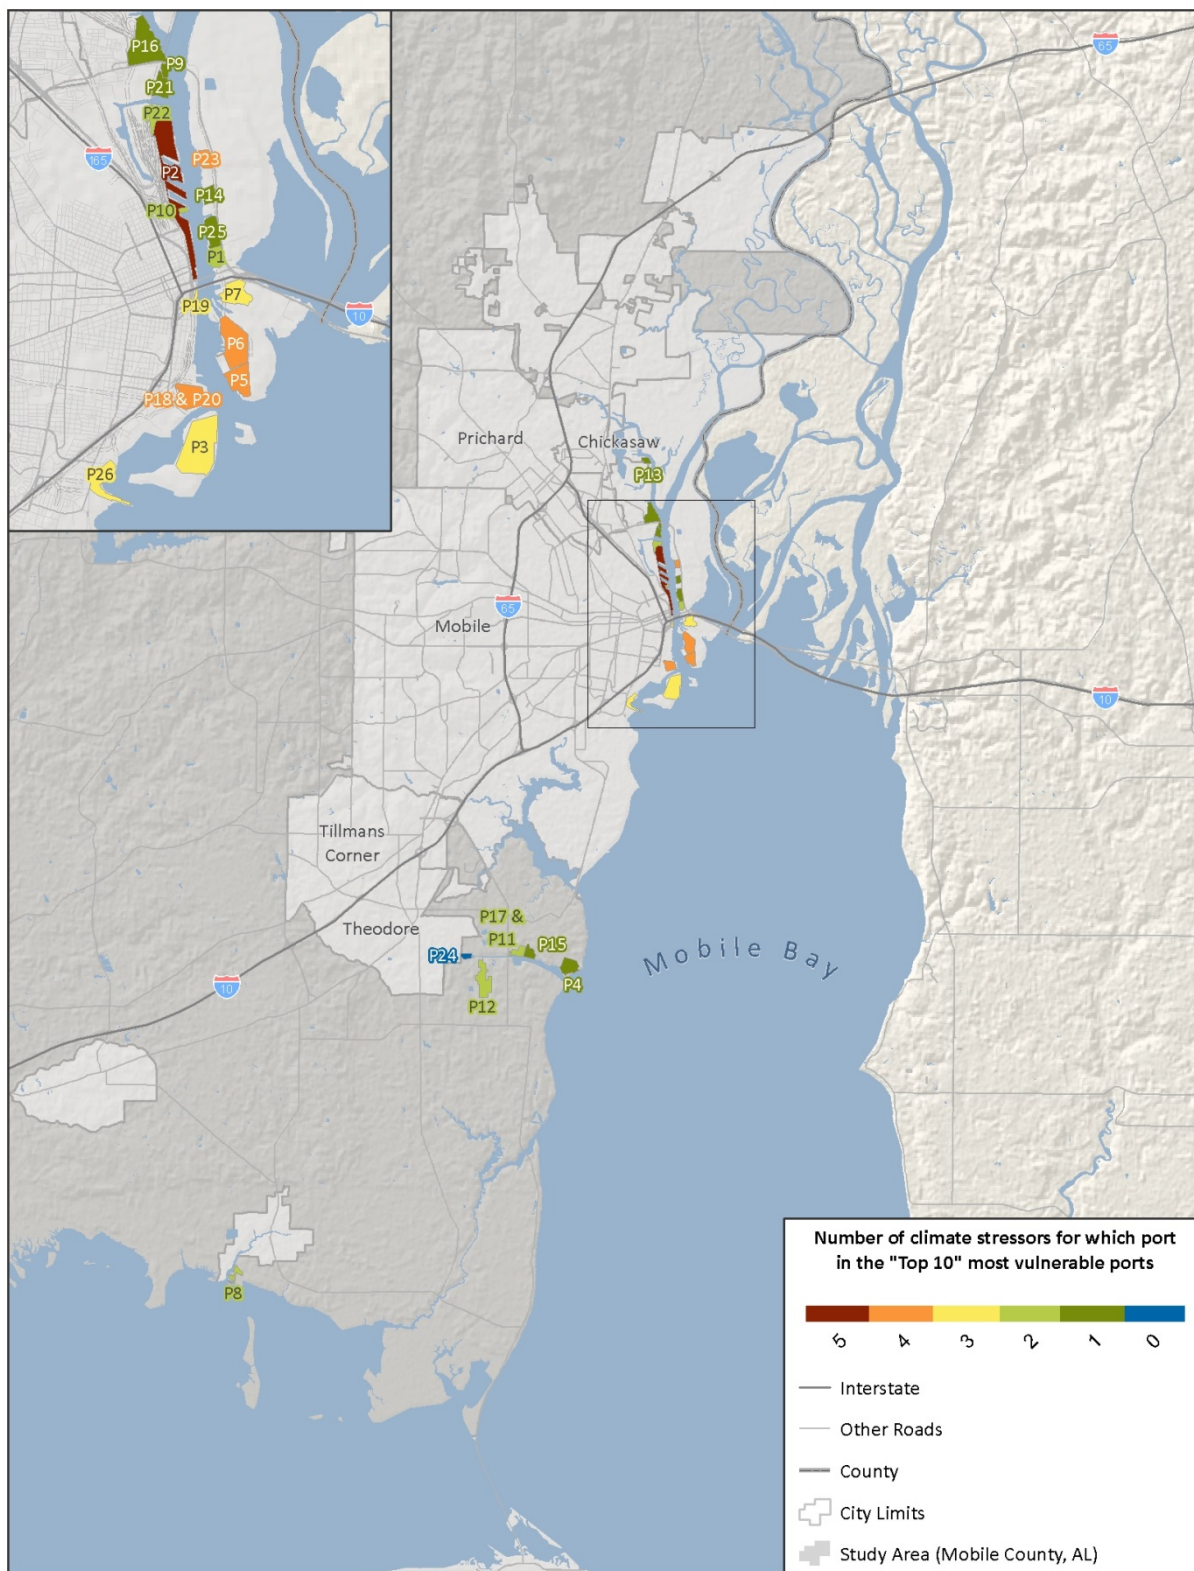 P16
P9
P21
P22
165
P2
P23
P14
P10
P25
P1
P19
P7
10
P6
P5
P18 & P20
P3
P26
65
Prichard
Chickasaw
P13
65
Mobile
10
Tillmans
Corner
Theodore
P17 &
P11
P15
P24
P4
P12
10
Mobile Bay
P8
Number of climate stressors for which port
in the "Top 10" most vulnerable ports
5 4 3 2 1 0
Interstate
Other Roads
County
City Limits
Study Area (Mobile County, AL)